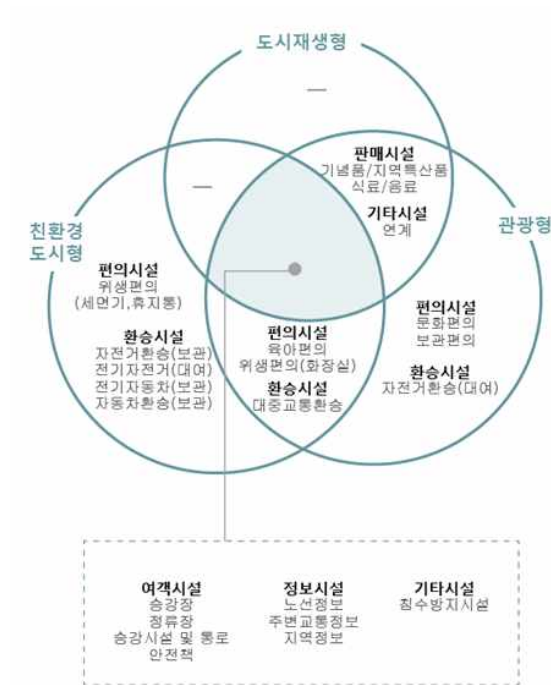 도시재생형
—
판매시설
기념품/지역특산품
식료/음료
기타시설
연계
—
친환경
도시형
관광형
편의시설
위생편의
(세면기,휴지통)
환승시설
자전거환승(보관)
전기자전거(대여)
전기자동차(보관)
자동차환승(보관)
편의시설
육아편의
위생편의(화장실)
환승시설
대중교통환승
편의시설
문화편의
보관편의
환승시설
자전거환승(대여)
여객시설
승강장
정류장
승강시설 및 통로
안전책
정보시설
노선정보
주변교통정보
지역정보
기타시설
침수방지시설